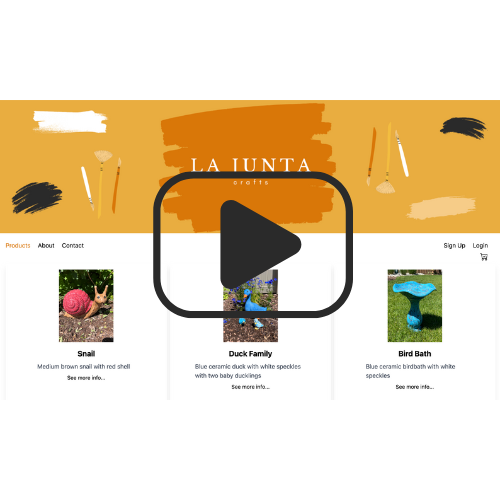 LA JUNTA
crafts
Products About Contact Sign Up Login
Snail
Medium brown snail with red shell
See more info...
Duck Family
Blue ceramic duck with white speckles
with two baby ducklings
See more info...
Bird Bath
Blue ceramic birdbath with white
speckles
See more info...